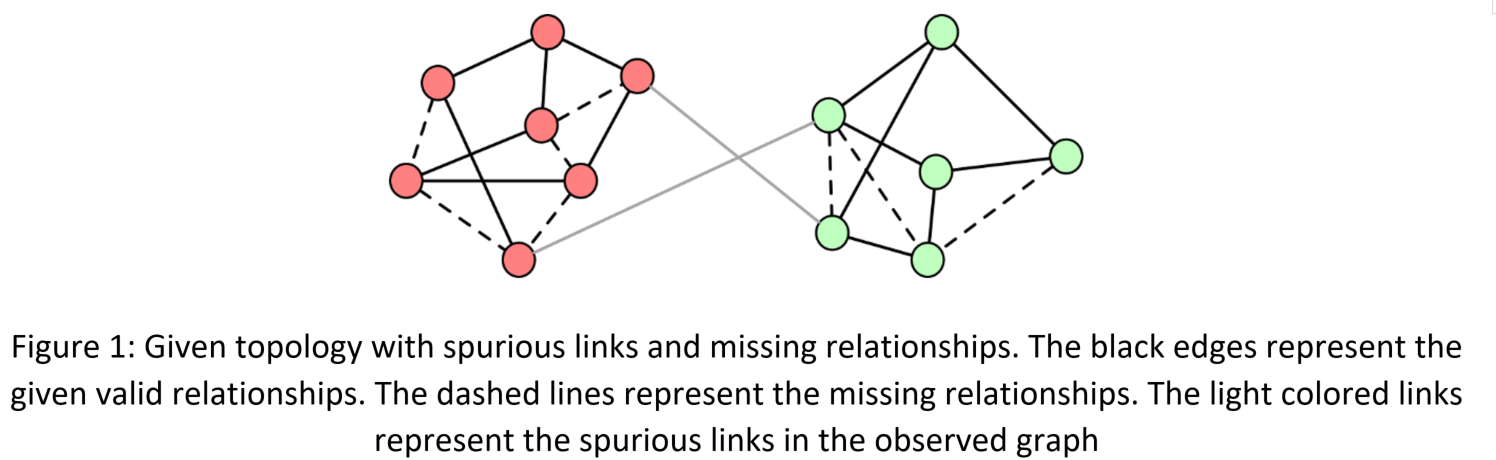 Figure 1: Given topology with spurious links and missing relationships. The black edges represent the
given valid relationships. The dashed lines represent the missing relationships. The light colored links
represent the spurious links in the observed graph